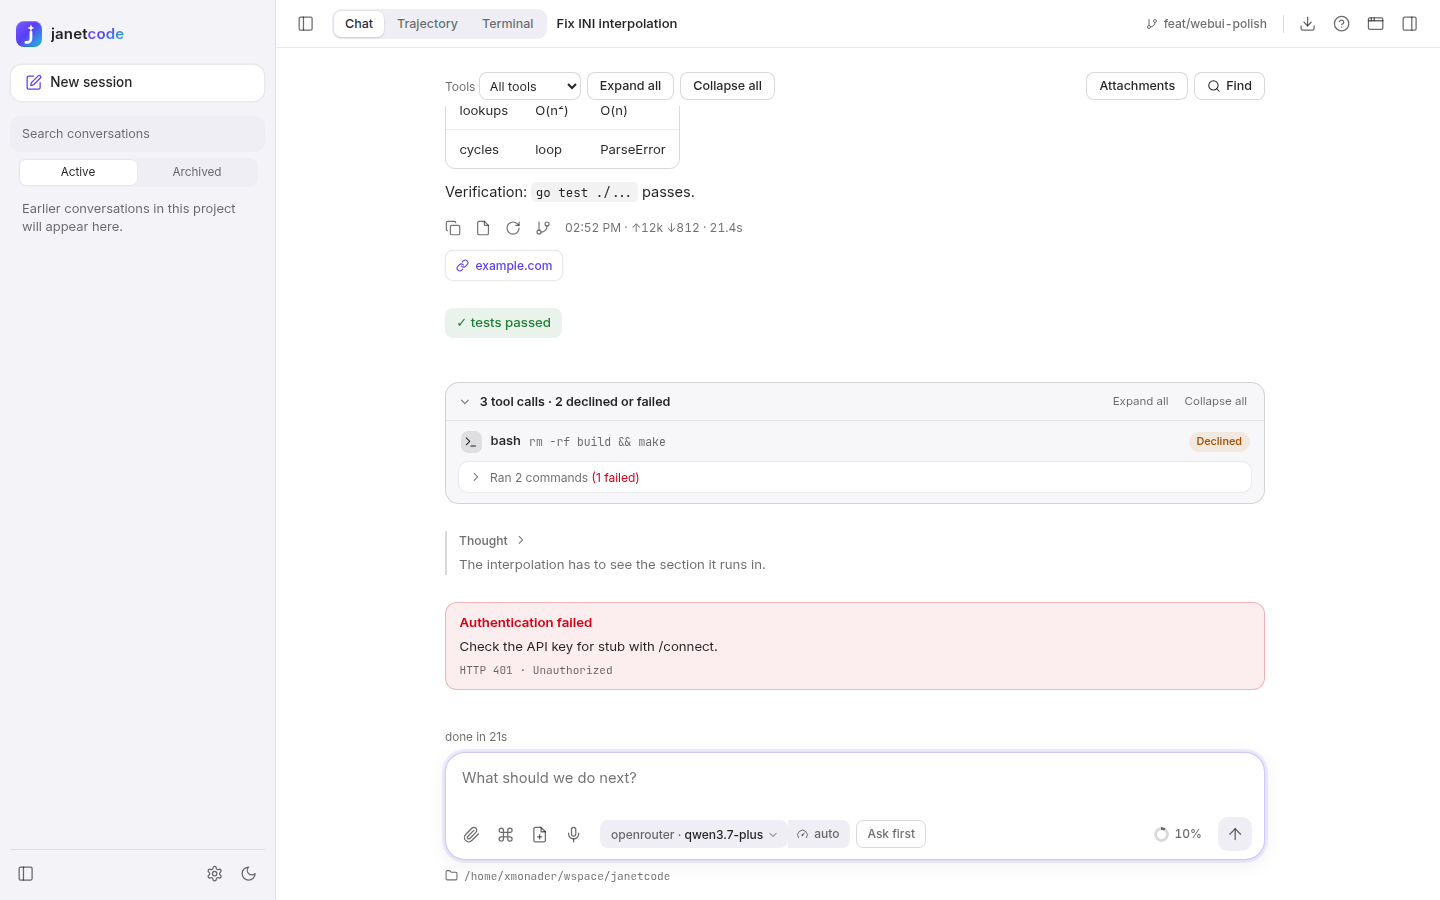 janetcode
New session
Search conversations
Active
Archived
Earlier conversations in this project
will appear here.
Chat
Trajectory
Terminal
Fix INI interpolation
feat/webui-polish
Tools
All tools
Expand all
Collapse all
Attachments
Find
lookups O(n²) O(n)
cycles loop ParseError
Verification: go test ./... passes.
02:52 PM · ↑12k ↓812 · 21.4s
example.com
✓ tests passed
3 tool calls · 2 declined or failed
Expand all
Collapse all
bash rm -rf build && make
Declined
Ran 2 commands (1 failed)
Thought
The interpolation has to see the section it runs in.
Authentication failed
Check the API key for stub with /connect.
HTTP 401 · Unauthorized
done in 21s
What should we do next?
openrouter · qwen3.7-plus
auto
Ask first
10%
/home/xmonader/wspace/janetcode